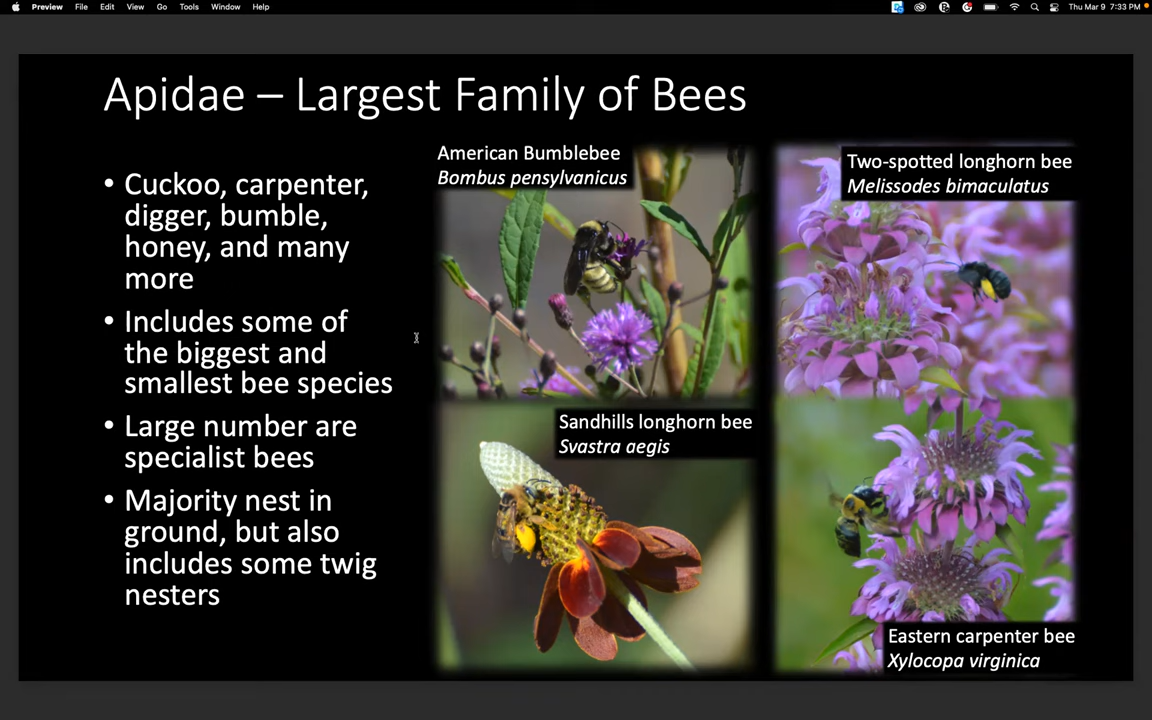 Preview File Edit View Go Tools Window Help Thu Mar 9 7:33 PM
Apidae – Largest Family of Bees
• Cuckoo, carpenter,
digger, bumble,
honey, and many
more
• Includes some of
the biggest and
smallest bee species
• Large number are
specialist bees
• Majority nest in
ground, but also
includes some twig
nesters
American Bumblebee
Bombus pensylvanicus
Two-spotted longhorn bee
Melissodes bimaculatus
Sandhills longhorn bee
Svastra aegis
Eastern carpenter bee
Xylocopa virginica